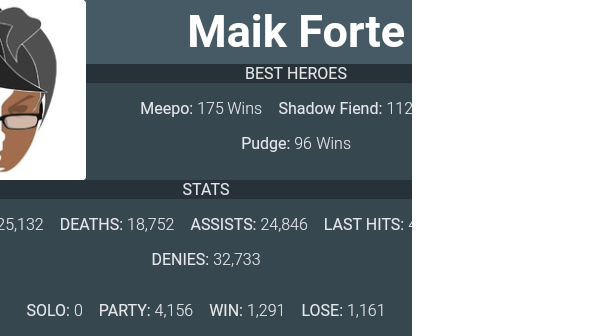 Maik Forte
BEST HEROES
Meepo: 175 Wins Shadow Fiend: 112
Pudge: 96 Wins
STATS
25,132 DEATHS: 18,752 ASSISTS: 24,846 LAST HITS:
DENIES: 32,733
SOLO: 0 PARTY: 4,156 WIN: 1,291 LOSE: 1,161